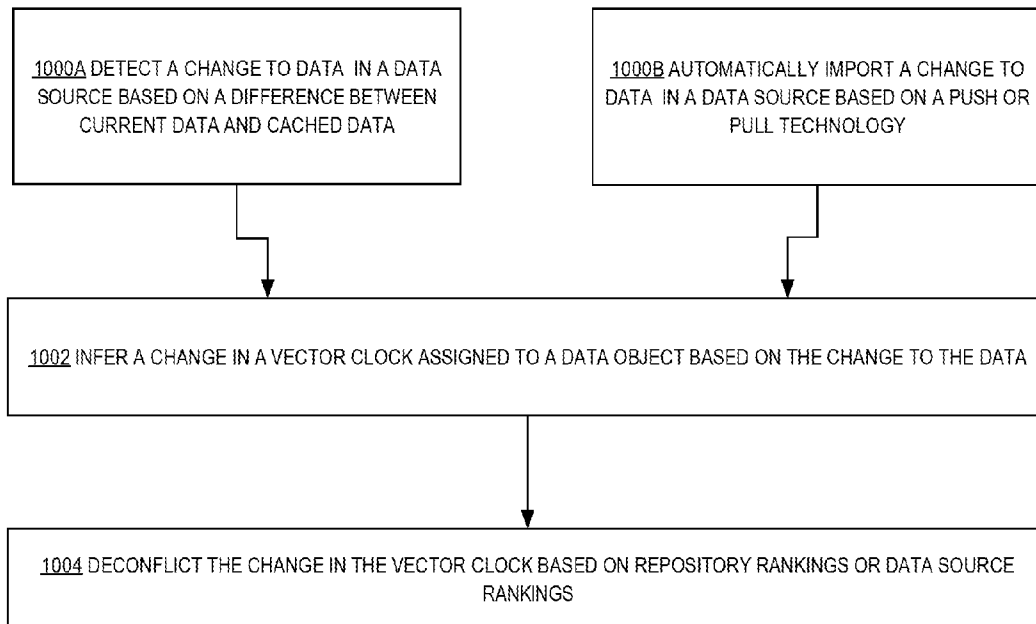 1000A DETECT A CHANGE TO DATA IN A DATA
SOURCE BASED ON A DIFFERENCE BETWEEN
CURRENT DATA AND CACHED DATA
1000B AUTOMATICALLY IMPORT A CHANGE TO
DATA IN A DATA SOURCE BASED ON A PUSH OR
PULL TECHNOLOGY
1002 INFER A CHANGE IN A VECTOR CLOCK ASSIGNED TO A DATA OBJECT BASED ON THE CHANGE TO THE DATA
1004 DECONFLICT THE CHANGE IN THE VECTOR CLOCK BASED ON REPOSITORY RANKINGS OR DATA SOURCE
RANKINGS